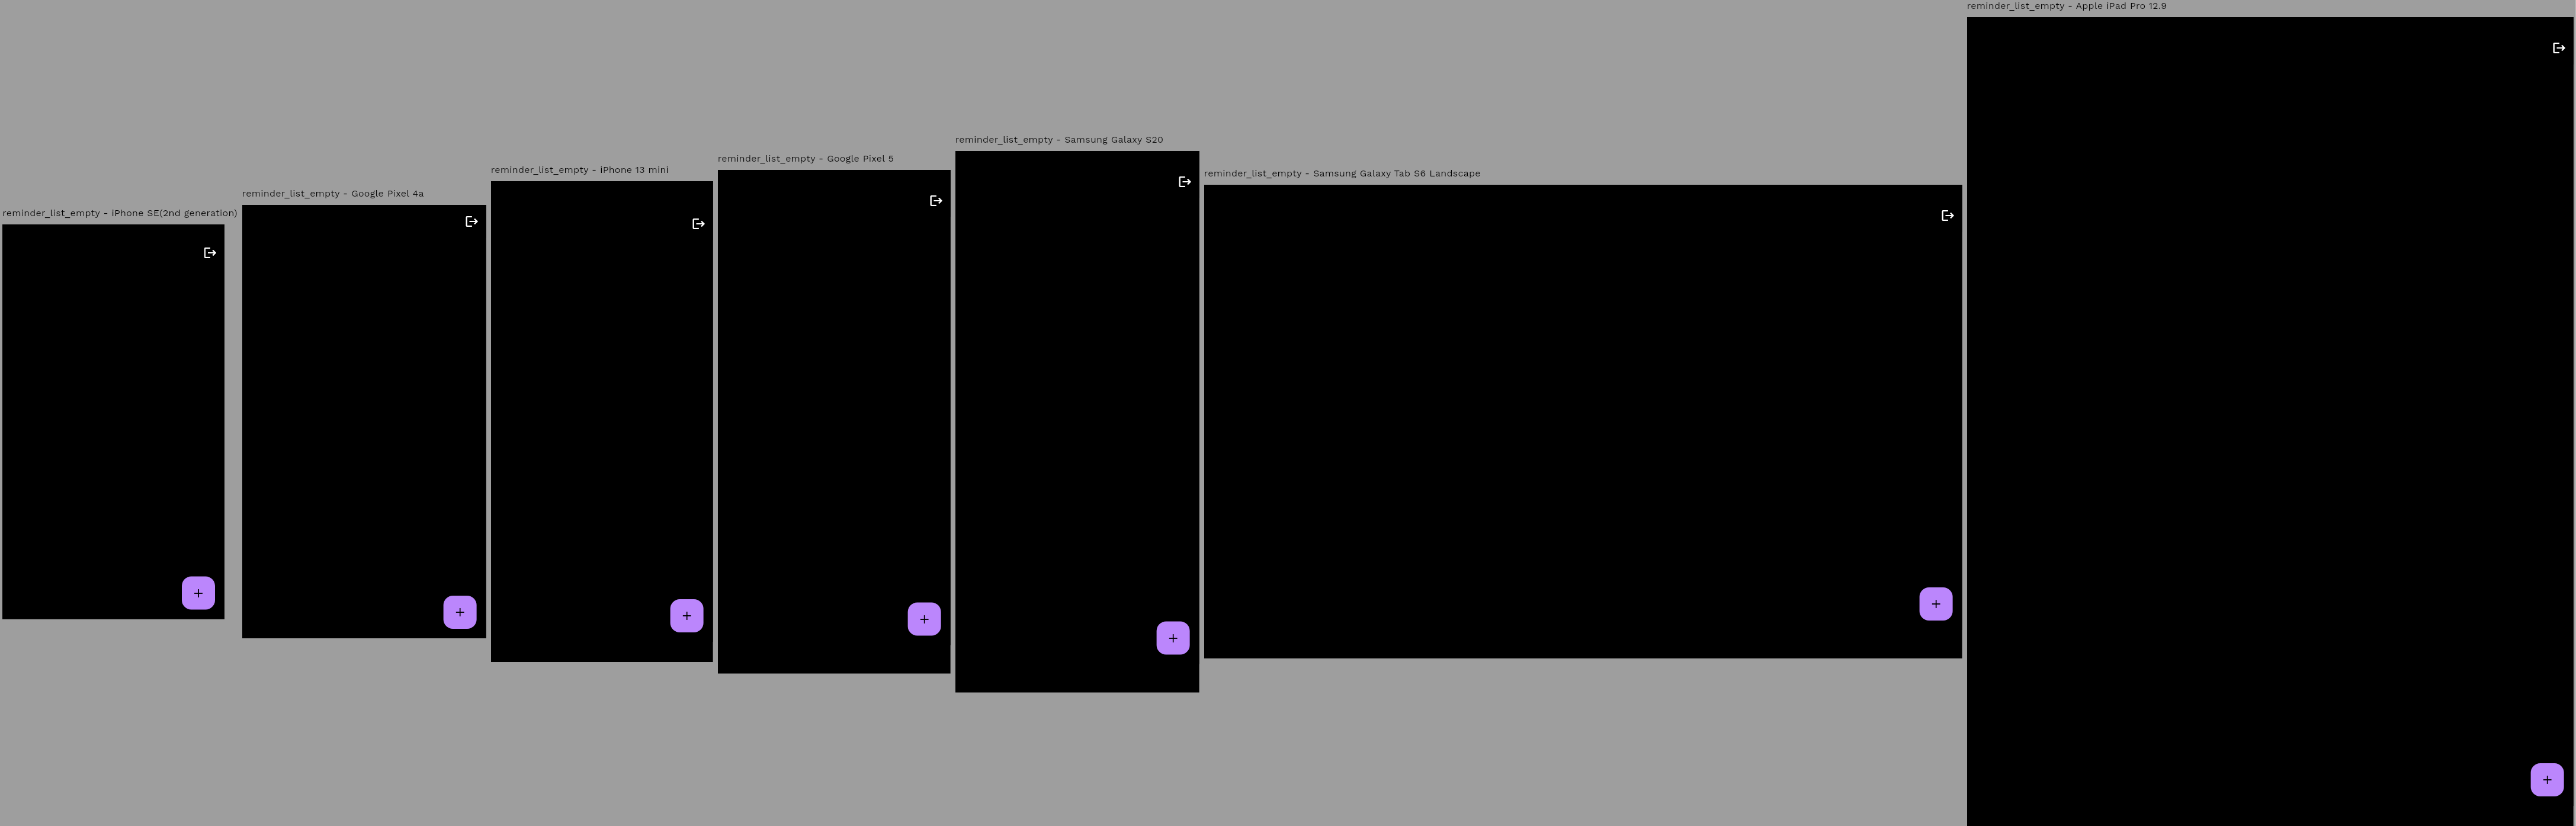 reminder_list_empty - iPhone SE(2nd generation)
reminder_list_empty - Google Pixel 4a
reminder_list_empty - iPhone 13 mini
reminder_list_empty - Google Pixel 5
reminder_list_empty - Samsung Galaxy S20
reminder_list_empty - Samsung Galaxy Tab S6 Landscape
reminder_list_empty - Apple iPad Pro 12.9